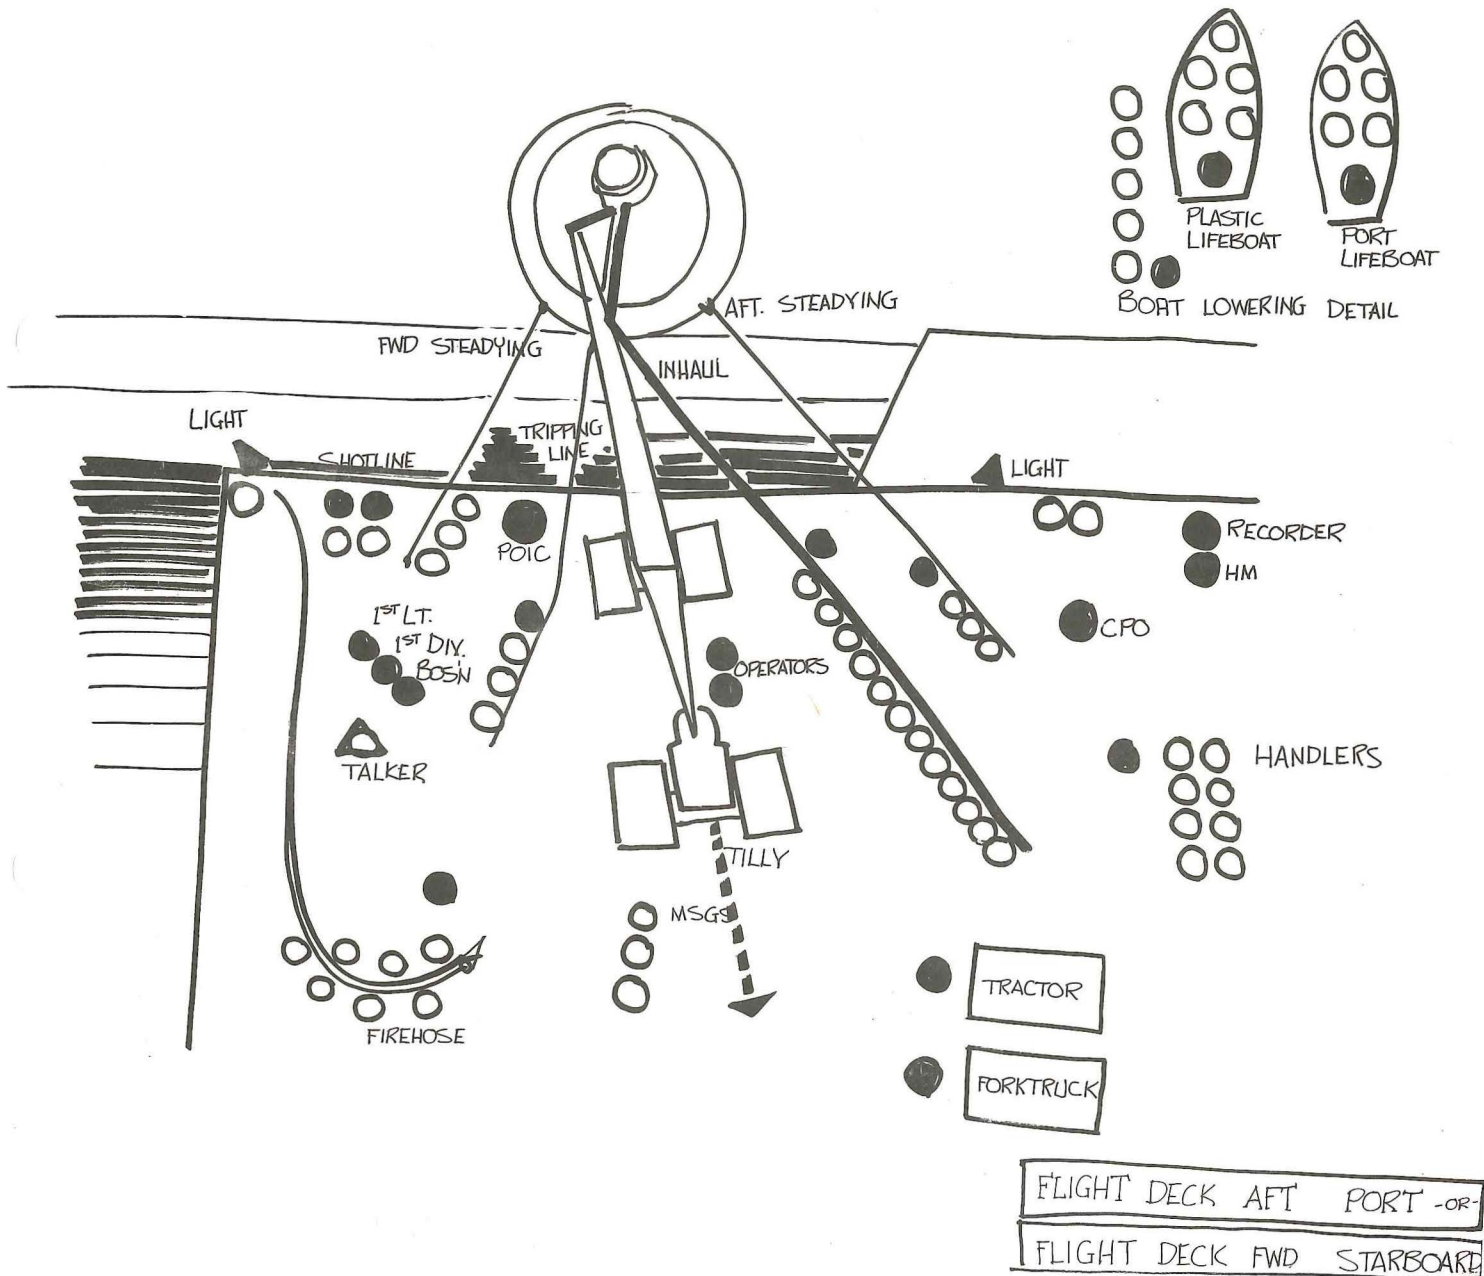 PLASTIC
LIFEBOAT
PORT
LIFEBOAT
BOAT LOWERING DETAIL
AFT. STEADYING
FWD STEADYING
INHAUL
LIGHT
SHOTLINE
TRIPPING
LINE
LIGHT
POIC
RECORDER
HM
CPO
1ST LT.
1ST DIV.
BOS'N
OPERATORS
TALKER
HANDLERS
TILLY
MSGS
TRACTOR
FIREHOSE
FORKTRUCK
FLIGHT DECK AFT PORT -OR-
FLIGHT DECK FWD STARBOARD